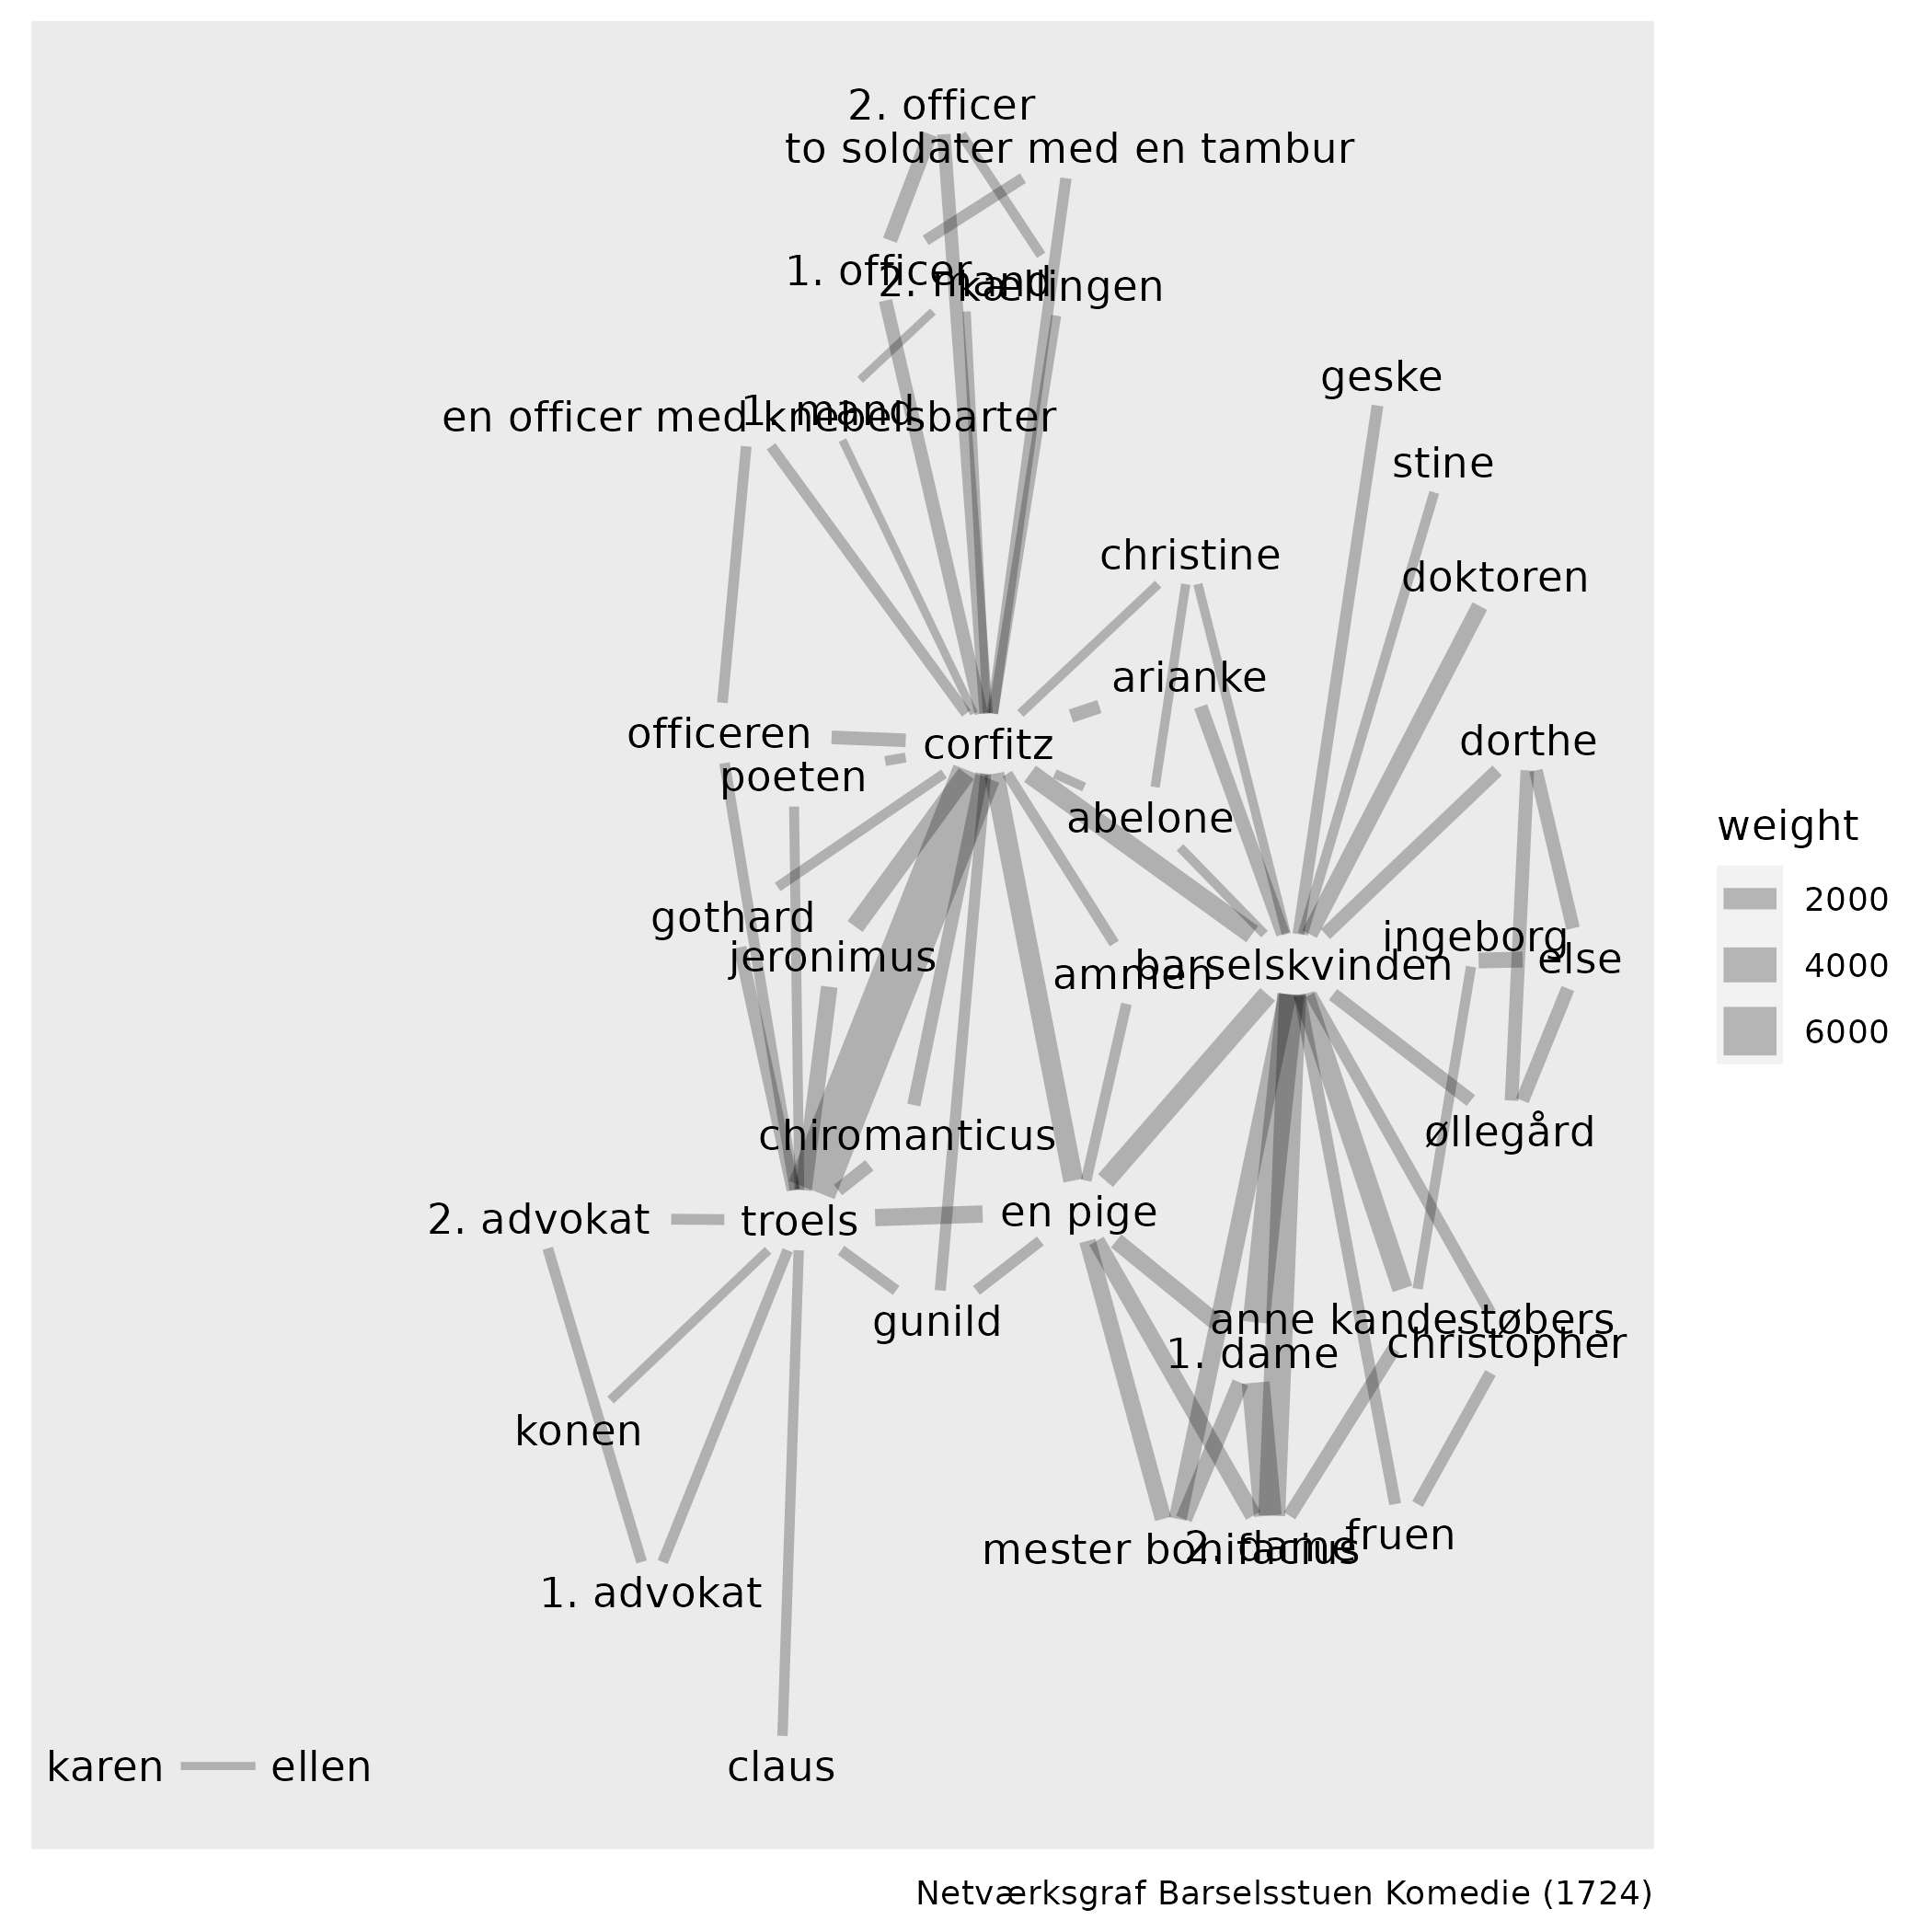 2. officer
to soldater med en tambur
1. officer
2. mand
kællingen
geske
en officer med knebelsbarter
1. mand
stine
christine
doktoren
arianke
officeren
corfitz
dorthe
poeten
abelone
weight
2000
4000
6000
gothard
jeronimus
ammen
barselskvinden
ingeborg
else
chiromanticus
øllegård
2. advokat
troels
en pige
gunild
anne kandestøbers
christopher
1. dame
konen
mester bonifacius
2. dame
fruen
1. advokat
karen
ellen
claus
Netværksgraf Barselsstuen Komedie (1724)